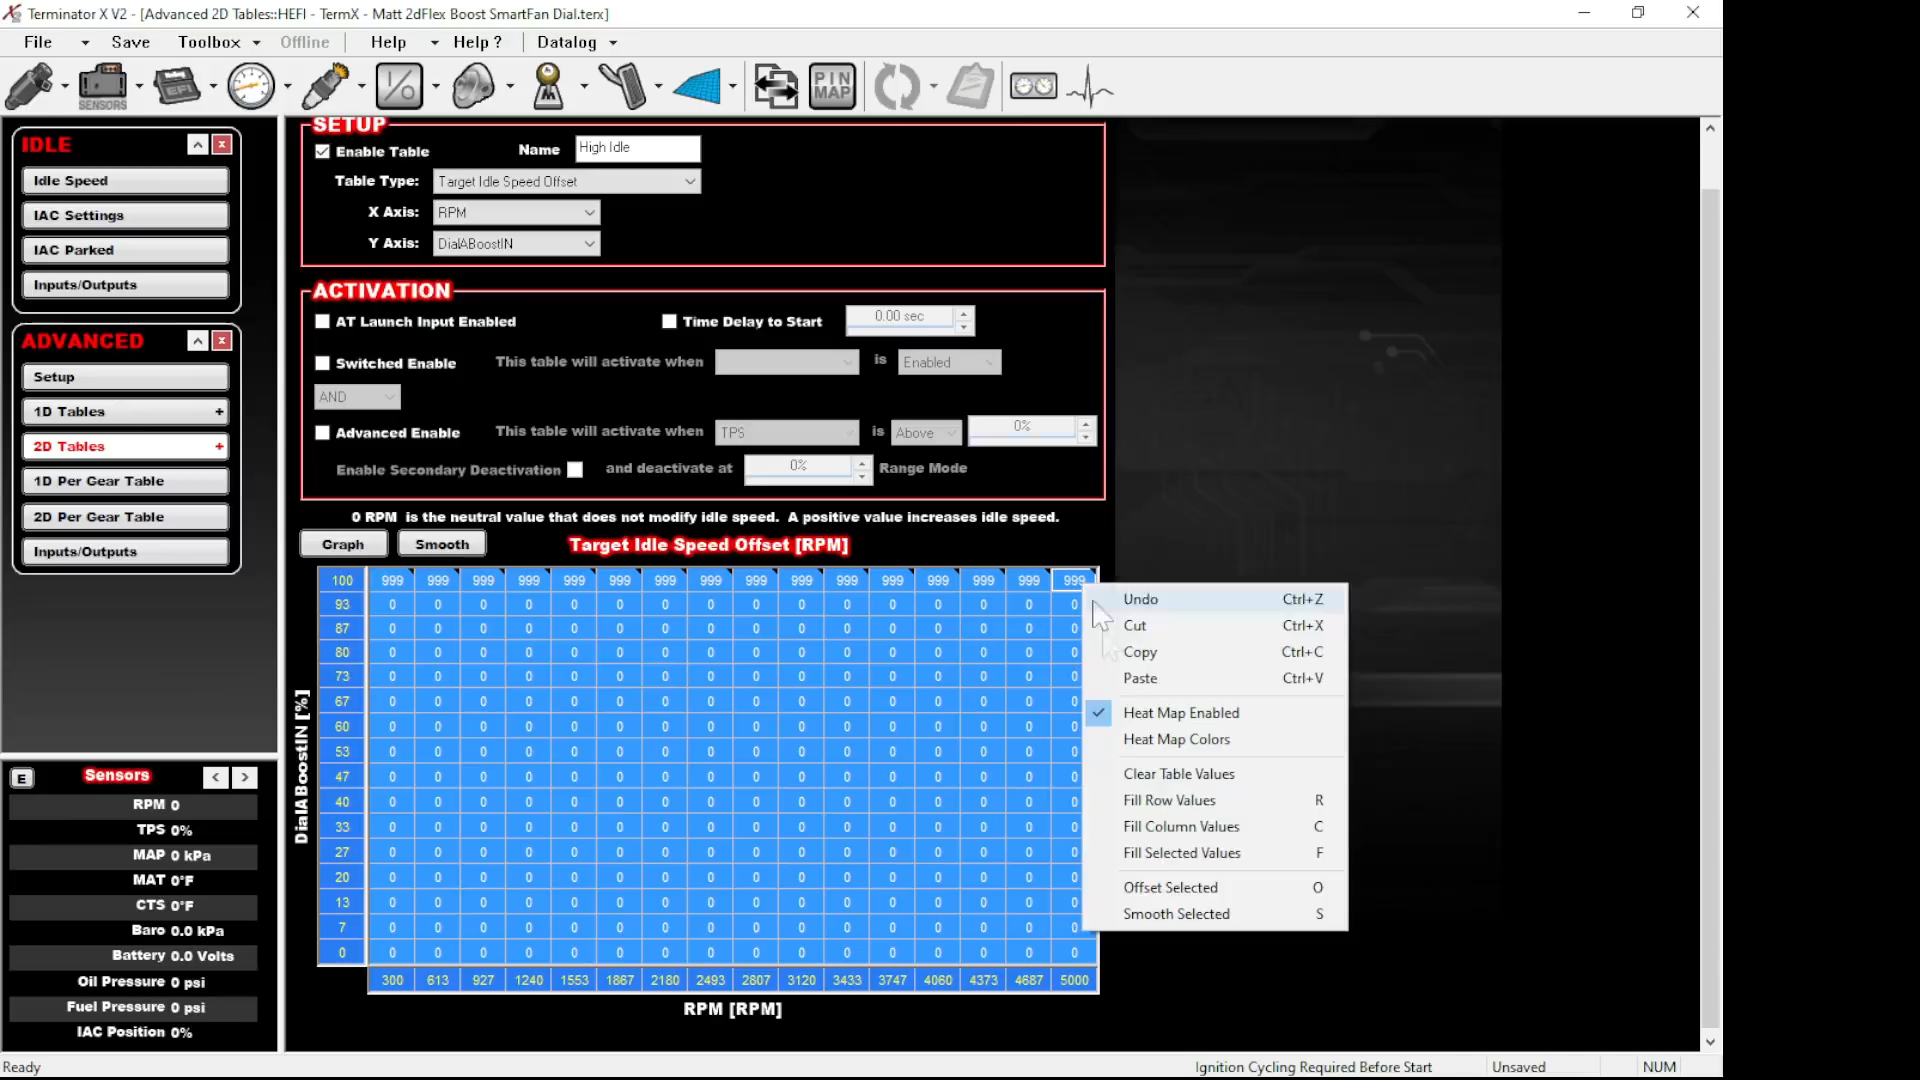 Terminator X V2 - [Advanced 2D Tables::HEFI - TermX - Matt 2dFlex Boost SmartFan Dial.terx]
File Save Toolbox Offline Help Help ? Datalog
SENSORS EFI I/O PIN MAP
IDLE
Idle Speed
IAC Settings
IAC Parked
Inputs/Outputs
ADVANCED
Setup
1D Tables +
2D Tables +
1D Per Gear Table
2D Per Gear Table
Inputs/Outputs
E Sensors < >
RPM 0
TPS 0%
MAP 0 kPa
MAT 0°F
CTS 0°F
Baro 0.0 kPa
Battery 0.0 Volts
Oil Pressure 0 psi
Fuel Pressure 0 psi
IAC Position 0%
SETUP
Enable Table Name High Idle
Table Type: Target Idle Speed Offset
X Axis: RPM
Y Axis: DialABoostIN
ACTIVATION
AT Launch Input Enabled Time Delay to Start 0.00 sec
Switched Enable This table will activate when is Enabled
AND
Advanced Enable This table will activate when TPS is Above 0%
Enable Secondary Deactivation and deactivate at 0% Range Mode
0 RPM is the neutral value that does not modify idle speed. A positive value increases idle speed.
Graph Smooth Target Idle Speed Offset [RPM]
DialABoostIN [%]
100 999 999 999 999 999 999 999 999 999 999 999 999 999 999 999 999
93 0 0 0 0 0 0 0 0 0 0 0 0 0 0 0 0
87 0 0 0 0 0 0 0 0 0 0 0 0 0 0 0 0
80 0 0 0 0 0 0 0 0 0 0 0 0 0 0 0 0
73 0 0 0 0 0 0 0 0 0 0 0 0 0 0 0 0
67 0 0 0 0 0 0 0 0 0 0 0 0 0 0 0 0
60 0 0 0 0 0 0 0 0 0 0 0 0 0 0 0 0
53 0 0 0 0 0 0 0 0 0 0 0 0 0 0 0 0
47 0 0 0 0 0 0 0 0 0 0 0 0 0 0 0 0
40 0 0 0 0 0 0 0 0 0 0 0 0 0 0 0 0
33 0 0 0 0 0 0 0 0 0 0 0 0 0 0 0 0
27 0 0 0 0 0 0 0 0 0 0 0 0 0 0 0 0
20 0 0 0 0 0 0 0 0 0 0 0 0 0 0 0 0
13 0 0 0 0 0 0 0 0 0 0 0 0 0 0 0 0
7 0 0 0 0 0 0 0 0 0 0 0 0 0 0 0 0
0 0 0 0 0 0 0 0 0 0 0 0 0 0 0 0 0
300 613 927 1240 1553 1867 2180 2493 2807 3120 3433 3747 4060 4373 4687 5000
RPM [RPM]
Undo Ctrl+Z
Cut Ctrl+X
Copy Ctrl+C
Paste Ctrl+V
Heat Map Enabled
Heat Map Colors
Clear Table Values
Fill Row Values R
Fill Column Values C
Fill Selected Values F
Offset Selected O
Smooth Selected S
Ready Ignition Cycling Required Before Start Unsaved NUM